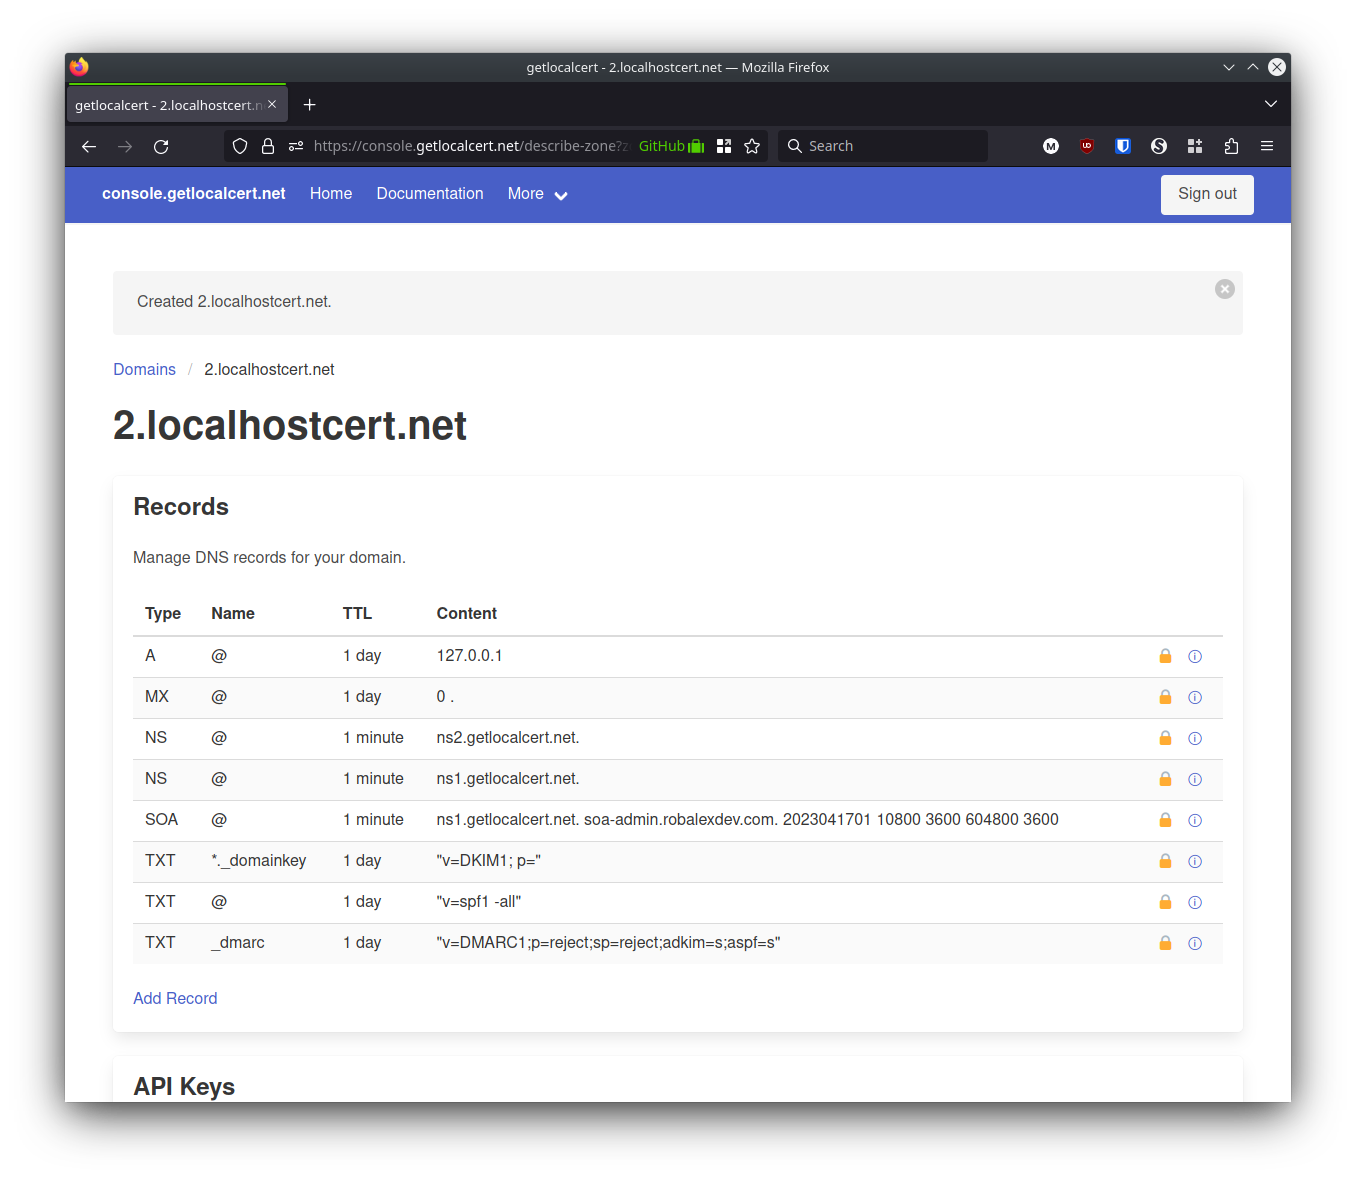 getlocalcert - 2.localhostcert.net — Mozilla Firefox
getlocalcert - 2.localhostcert.n
https://console.getlocalcert.net/describe-zone?z GitHub Search
console.getlocalcert.net Home Documentation More Sign out
Created 2.localhostcert.net.
Domains / 2.localhostcert.net
2.localhostcert.net
Records
Manage DNS records for your domain.
Type Name TTL Content
A @ 1 day 127.0.0.1
MX @ 1 day 0 .
NS @ 1 minute ns2.getlocalcert.net.
NS @ 1 minute ns1.getlocalcert.net.
SOA @ 1 minute ns1.getlocalcert.net. soa-admin.robalexdev.com. 2023041701 10800 3600 604800 3600
TXT *._domainkey 1 day "v=DKIM1; p="
TXT @ 1 day "v=spf1 -all"
TXT _dmarc 1 day "v=DMARC1;p=reject;sp=reject;adkim=s;aspf=s"
Add Record
API Keys